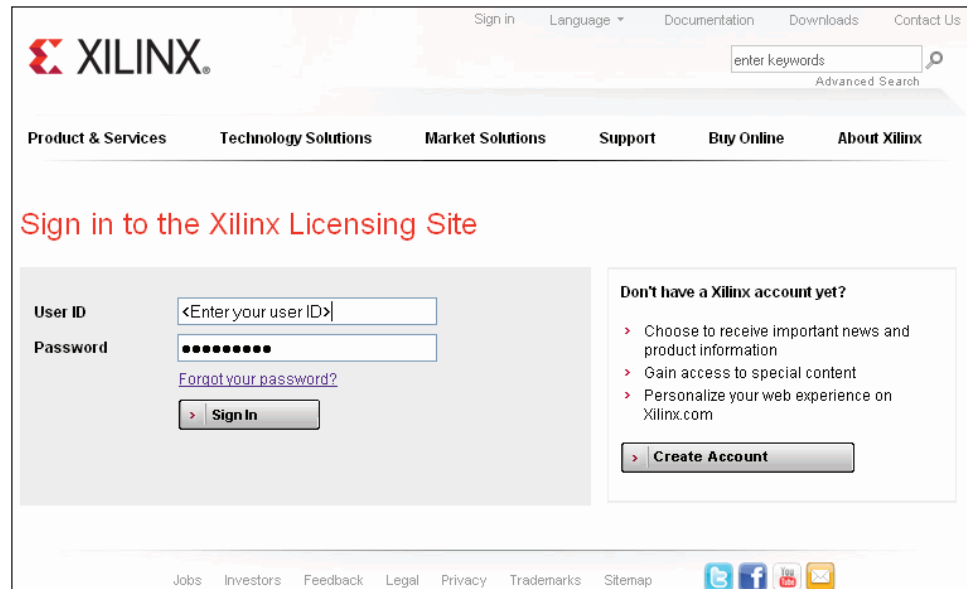 Sign in Language Documentation Downloads Contact Us
XILINX®
enter keywords
Advanced Search
Product & Services Technology Solutions Market Solutions Support Buy Online About Xilinx
Sign in to the Xilinx Licensing Site
User ID <Enter your user ID>
Password •••••••••
Forgot your password?
> Sign In
Don't have a Xilinx account yet?
> Choose to receive important news and
product information
> Gain access to special content
> Personalize your web experience on
Xilinx.com
> Create Account
Jobs Investors Feedback Legal Privacy Trademarks Sitemap
You Tube